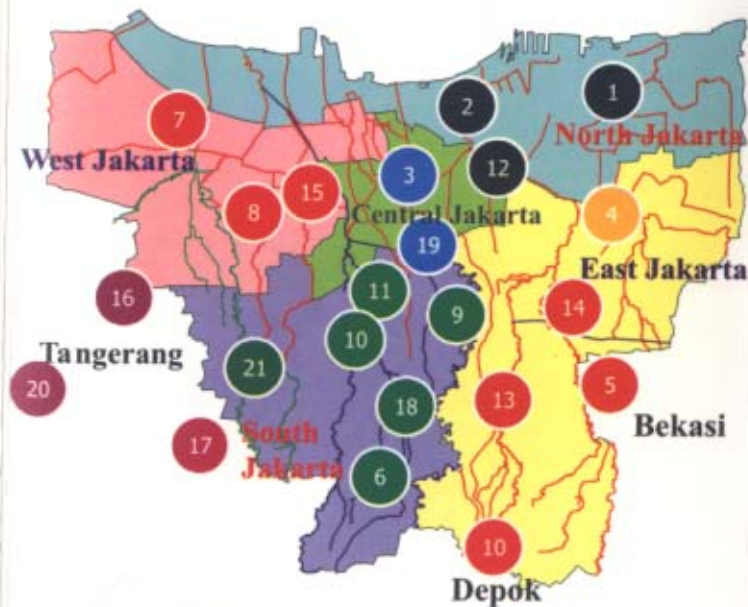 1
2
7
North Jakarta
West Jakarta
12
3
15
8
Central Jakarta
4
19
East Jakarta
16
11
14
9
10
Tangerang
21
20
5
13
18
Bekasi
17
South
Jakarta
6
10
Depok